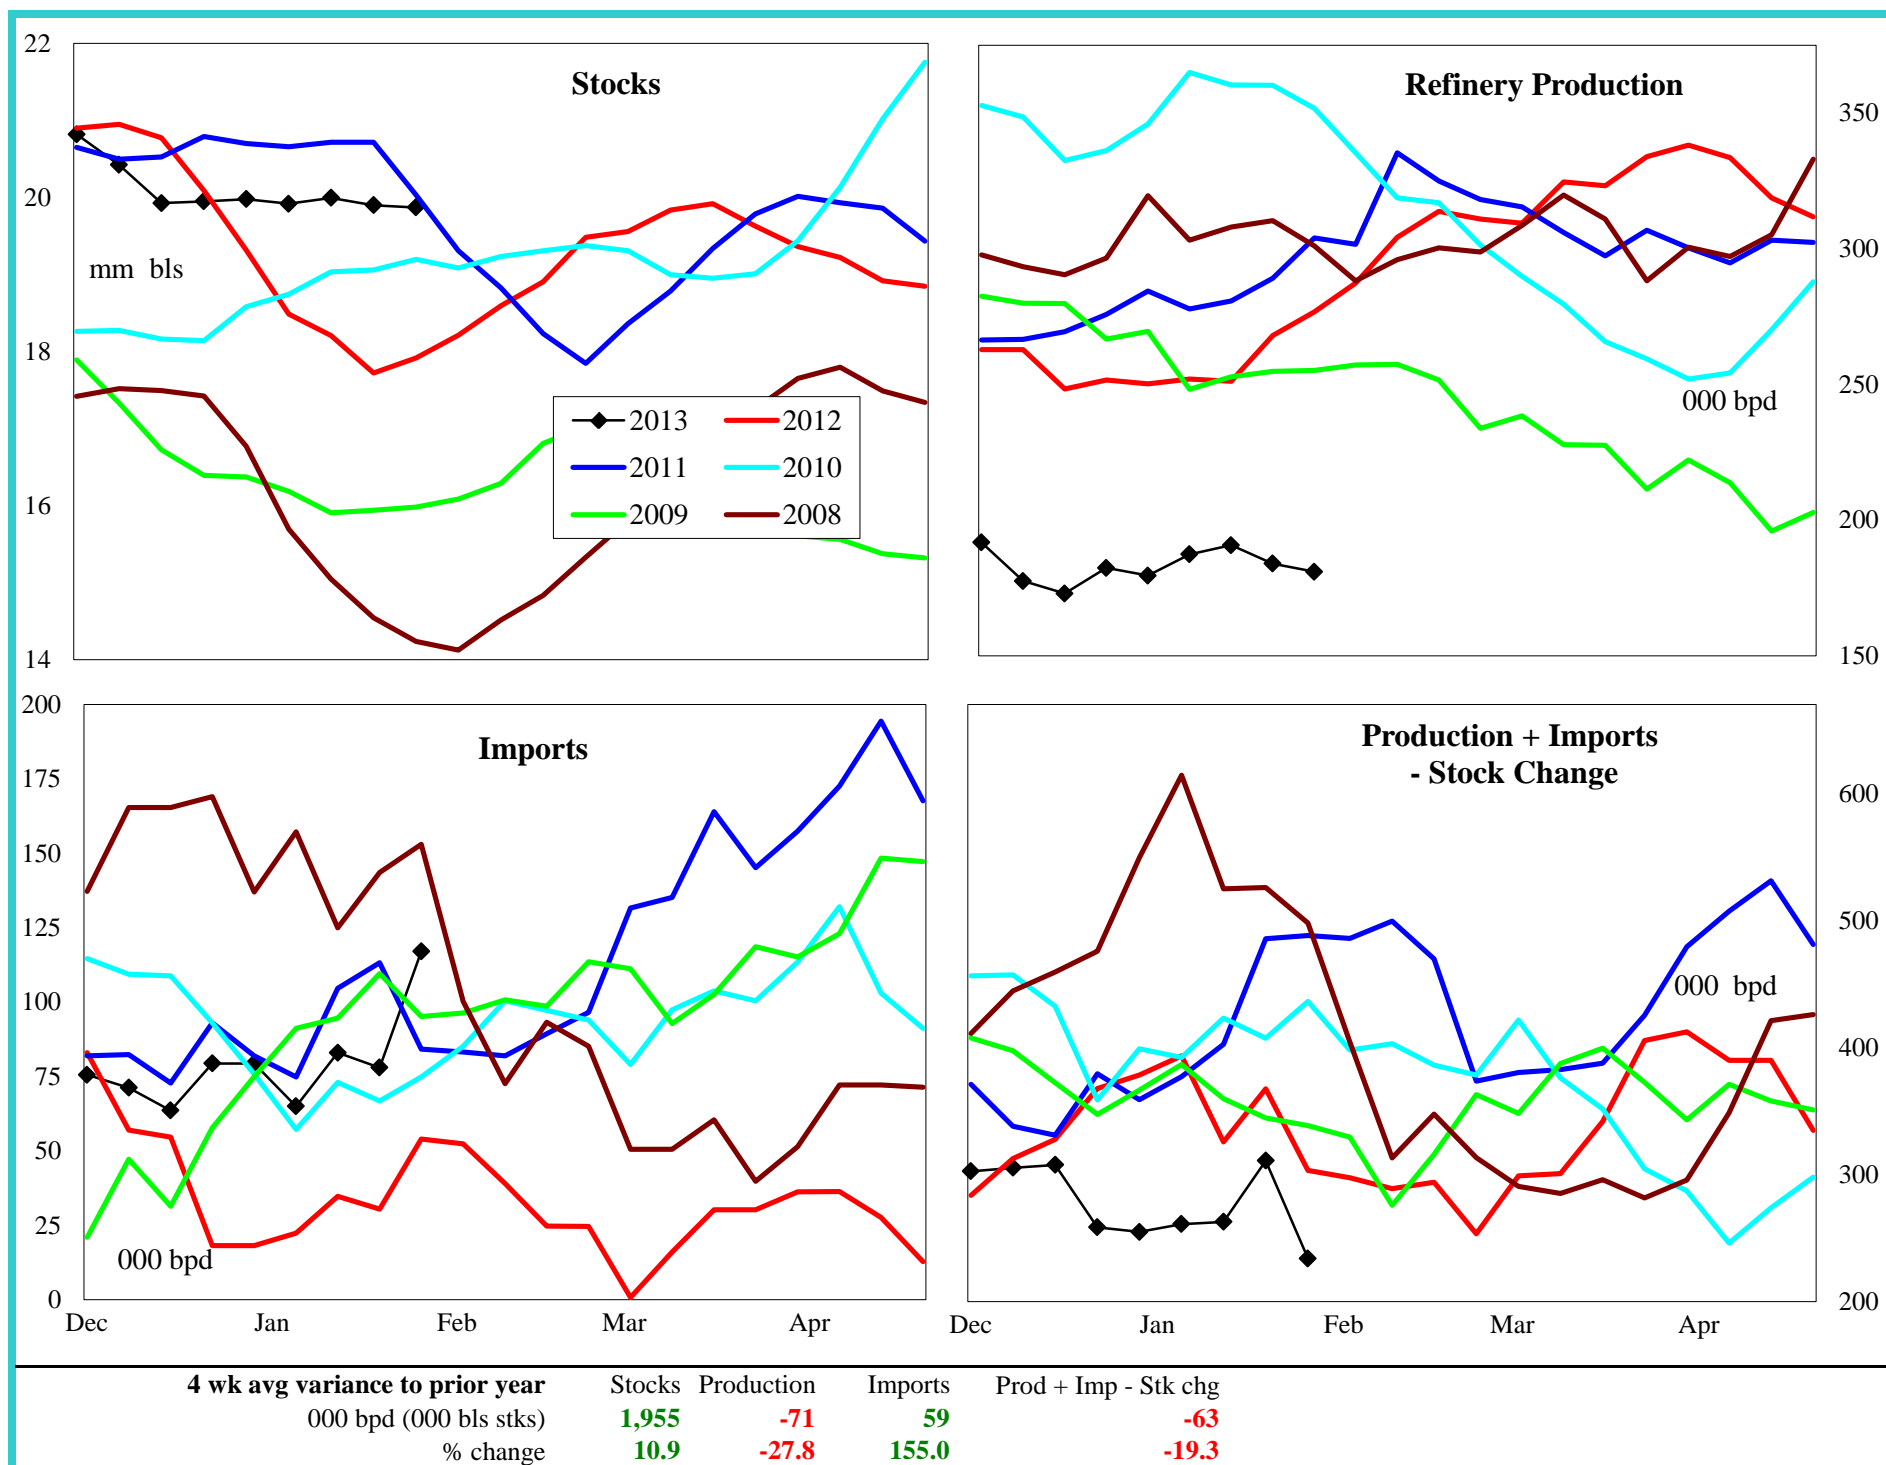 Stocks
22
20
18
16
14
mm bls
2013 2012
2011 2010
2009 2008
Refinery Production
350
300
250
200
150
000 bpd
Imports
200
175
150
125
100
75
50
25
0
000 bpd
Dec Jan Feb Mar Apr
Production + Imports
- Stock Change
600
500
400
300
200
000 bpd
Dec Jan Feb Mar Apr
4 wk avg variance to prior year Stocks Production Imports Prod + Imp - Stk chg
000 bpd (000 bls stks) 1,955 -71 59 -63
% change 10.9 -27.8 155.0 -19.3